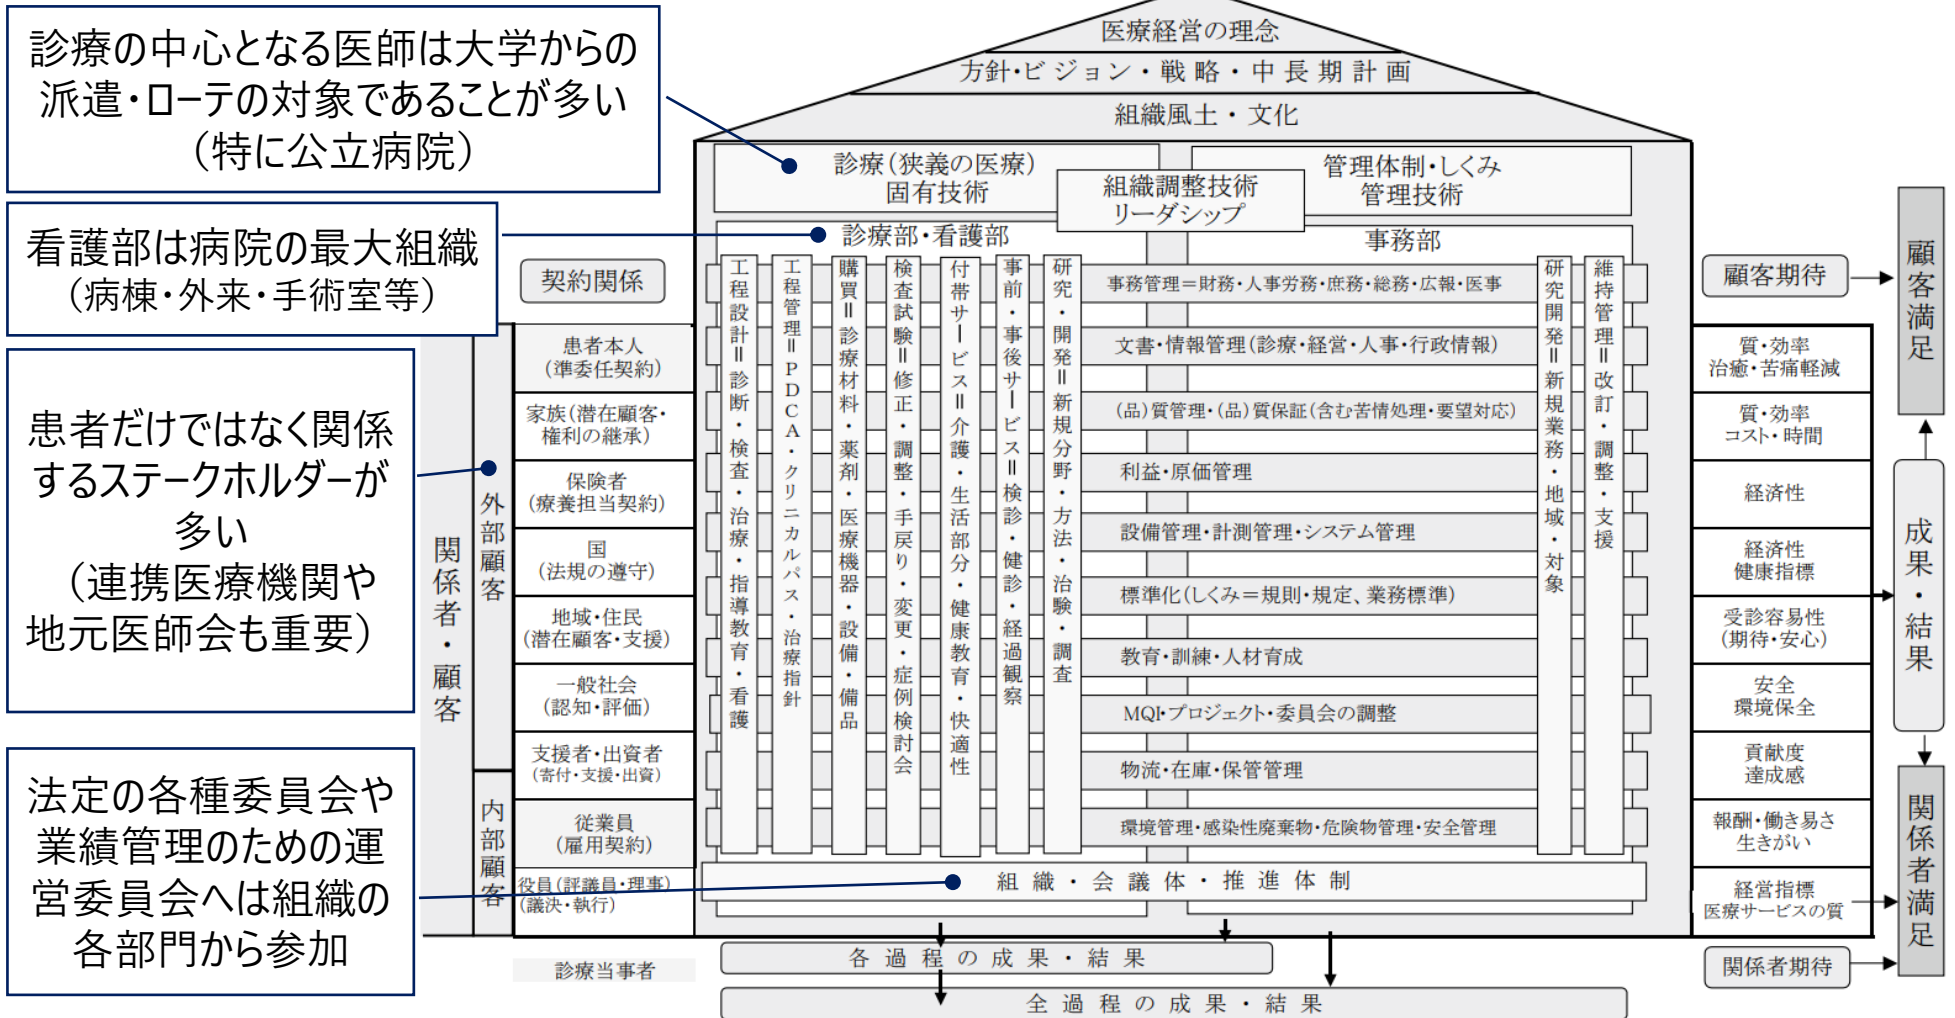 診療の中心となる医師は大学からの
派遣・ローテの対象であることが多い
（特に公立病院）
看護部は病院の最大組織
（病棟・外来・手術室等）
患者だけではなく関係
するステークホルダーが
多い
（連携医療機関や
地元医師会も重要）
法定の各種委員会や
業績管理のための運
営委員会へは組織の
各部門から参加
医療経営の理念
方針・ビジョン・戦略・中長期計画
組織風土・文化
診療(狭義の医療)
固有技術
組織調整技術
リーダシップ
管理体制・しくみ
管理技術
診療部・看護部
事務部
契約関係
関係者・顧客
外部顧客
内部顧客
患者本人
(準委任契約)
家族(潜在顧客・
権利の継承)
保険者
(療養担当契約)
国
(法規の遵守)
地域・住民
(潜在顧客・支援)
一般社会
(認知・評価)
支援者・出資者
(寄付・支援・出資)
従業員
(雇用契約)
役員(評議員・理事)
(議決・執行)
診療当事者
工程設計＝診断・検査・治療・指導教育・看護
工程管理＝PDCA・クリニカルパス・治療指針
購買＝診療材料・薬剤・医療機器・設備・備品
検査試験＝修正・調整・手戻り・変更・症例検討会
付帯サービス＝介護・生活部分・健康教育・快適性
事前・事後サービス＝検診・健診・経過観察
研究・開発＝新規分野・方法・治験・調査
事務管理＝財務・人事労務・庶務・総務・広報・医事
文書・情報管理(診療・経営・人事・行政情報)
(品)質管理・(品)質保証(含む苦情処理・要望対応)
利益・原価管理
設備管理・計測管理・システム管理
標準化(しくみ＝規則・規定、業務標準)
教育・訓練・人材育成
MQI・プロジェクト・委員会の調整
物流・在庫・保管管理
環境管理・感染性廃棄物・危険物管理・安全管理
研究開発＝新規業務・地域・対象
維持管理＝改訂・調整・支援
組織・会議体・推進体制
各過程の成果・結果
全過程の成果・結果
顧客期待
質・効率
治癒・苦痛軽減
質・効率
コスト・時間
経済性
経済性
健康指標
受診容易性
(期待・安心)
安全
環境保全
貢献度
達成感
報酬・働き易さ
生きがい
経営指標
医療サービスの質
関係者期待
顧客満足
成果・結果
関係者満足